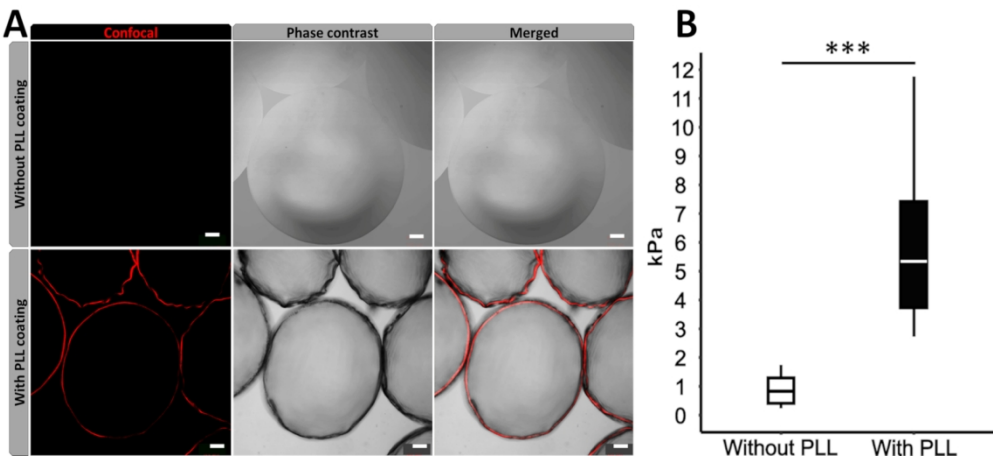 A
Confocal
Phase contrast
Merged
Without PLL coating
With PLL coating
B
***
12
11
10
9
8
7
6
5
4
3
2
1
0
kPa
Without PLL
With PLL